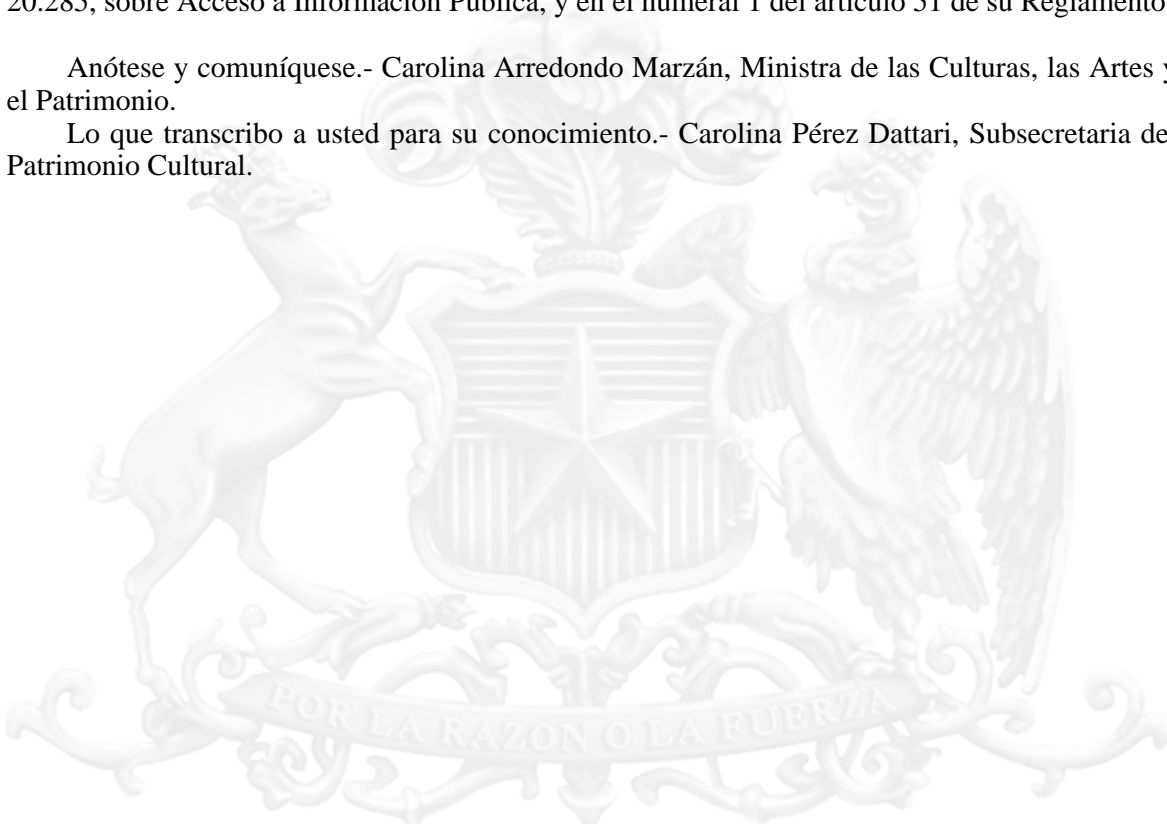 20.285, sobre Acceso a Información Pública, y en el numeral 1 del artículo 51 de su Reglamento
Anótese y comuníquese.- Carolina Arredondo Marzán, Ministra de las Culturas, las Artes y
el Patrimonio.
Lo que transcribo a usted para su conocimiento.- Carolina Pérez Dattari, Subsecretaria de
Patrimonio Cultural.
POR LA RAZON O LA FUERZA